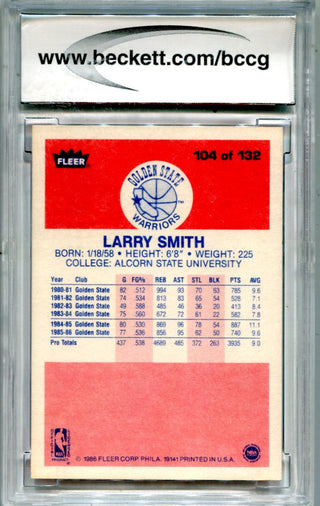 www.beckett.com/bccg
FLEER
104 of 132
GOLDEN STATE
WARRIORS
TM
LARRY SMITH
BORN: 1/18/58 • HEIGHT: 6'8" • WEIGHT: 225
COLLEGE: ALCORN STATE UNIVERSITY
Year Club G FG% REB AST STL BLK PTS AVG
1980-81 Golden State 82 .512 994 93 70 63 785 9.6
1981-82 Golden State 74 .534 813 83 65 54 528 7.1
1982-83 Golden State 49 .588 485 46 36 20 413 8.4
1983-84 Golden State 75 .560 672 72 61 22 582 7.8
1984-85 Golden State 80 .530 869 96 78 54 887 11.1
1985-86 Golden State 77 .536 856 95 62 50 740 9.6
Pro Totals 437 .538 4689 485 372 263 3935 9.0
NBA
© 1986 FLEER CORP. PHILA. 19141 PRINTED IN U.S.A.